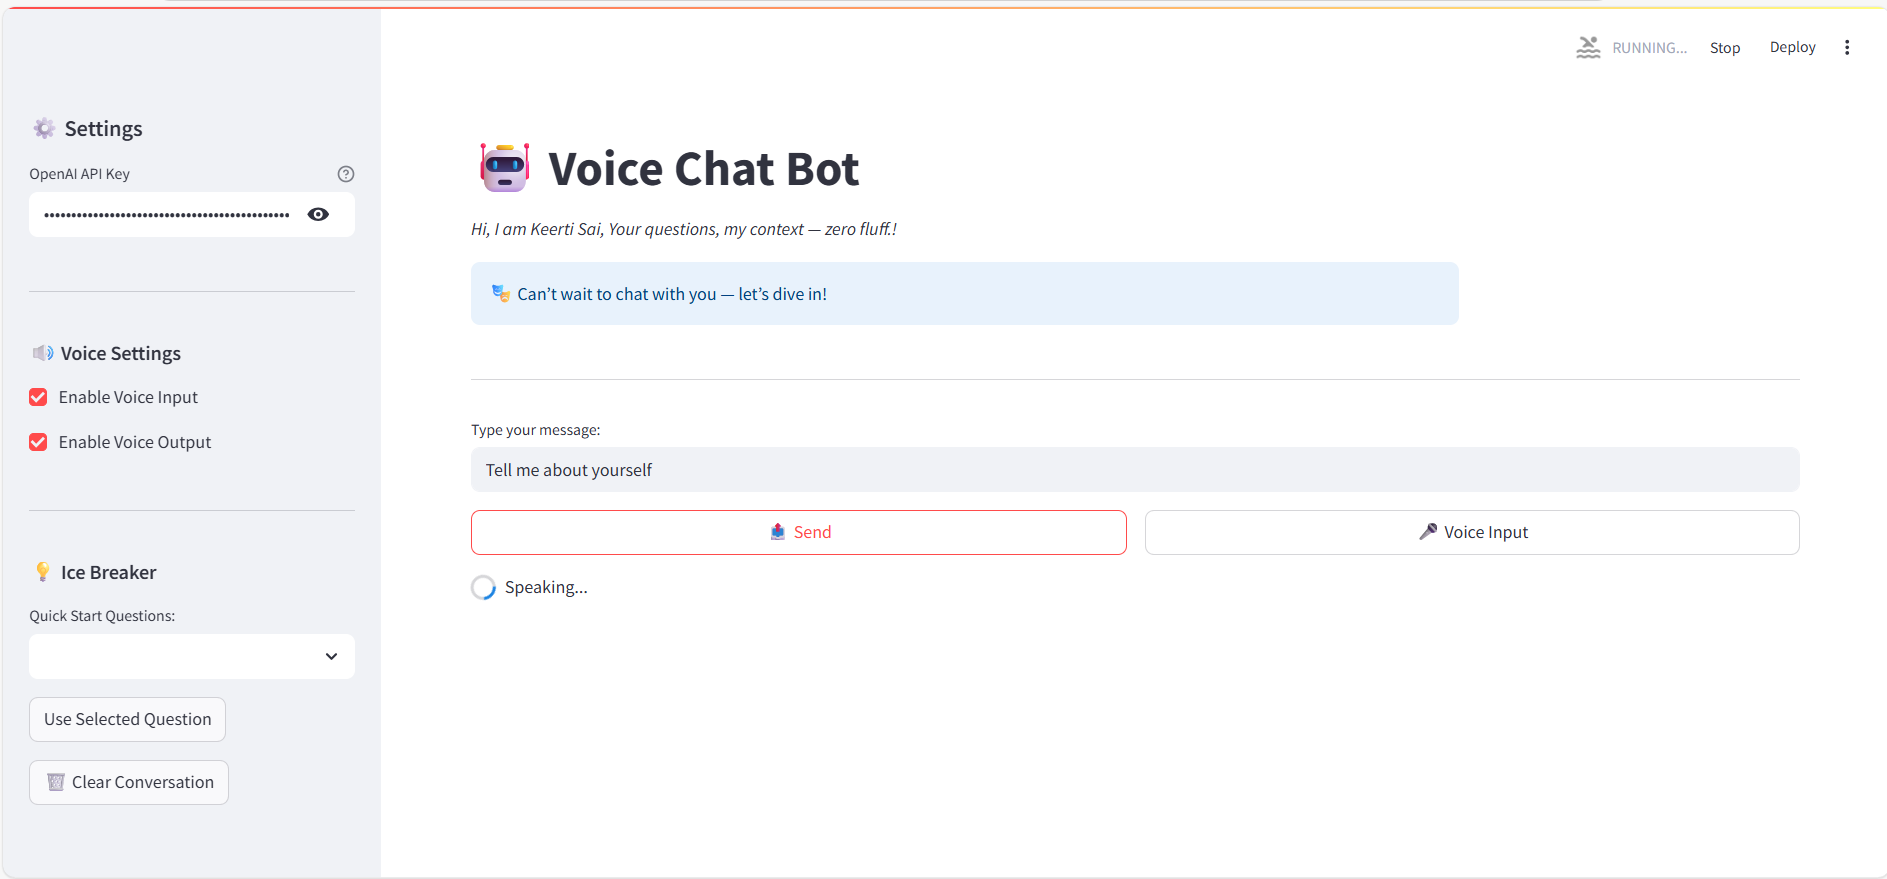 RUNNING...
Stop
Deploy
Settings
OpenAI API Key
Voice Settings
Enable Voice Input
Enable Voice Output
Ice Breaker
Quick Start Questions:
Use Selected Question
Clear Conversation
Voice Chat Bot
Hi, I am Keerti Sai, Your questions, my context — zero fluff.!
Can’t wait to chat with you — let’s dive in!
Type your message:
Tell me about yourself
Send
Voice Input
Speaking...